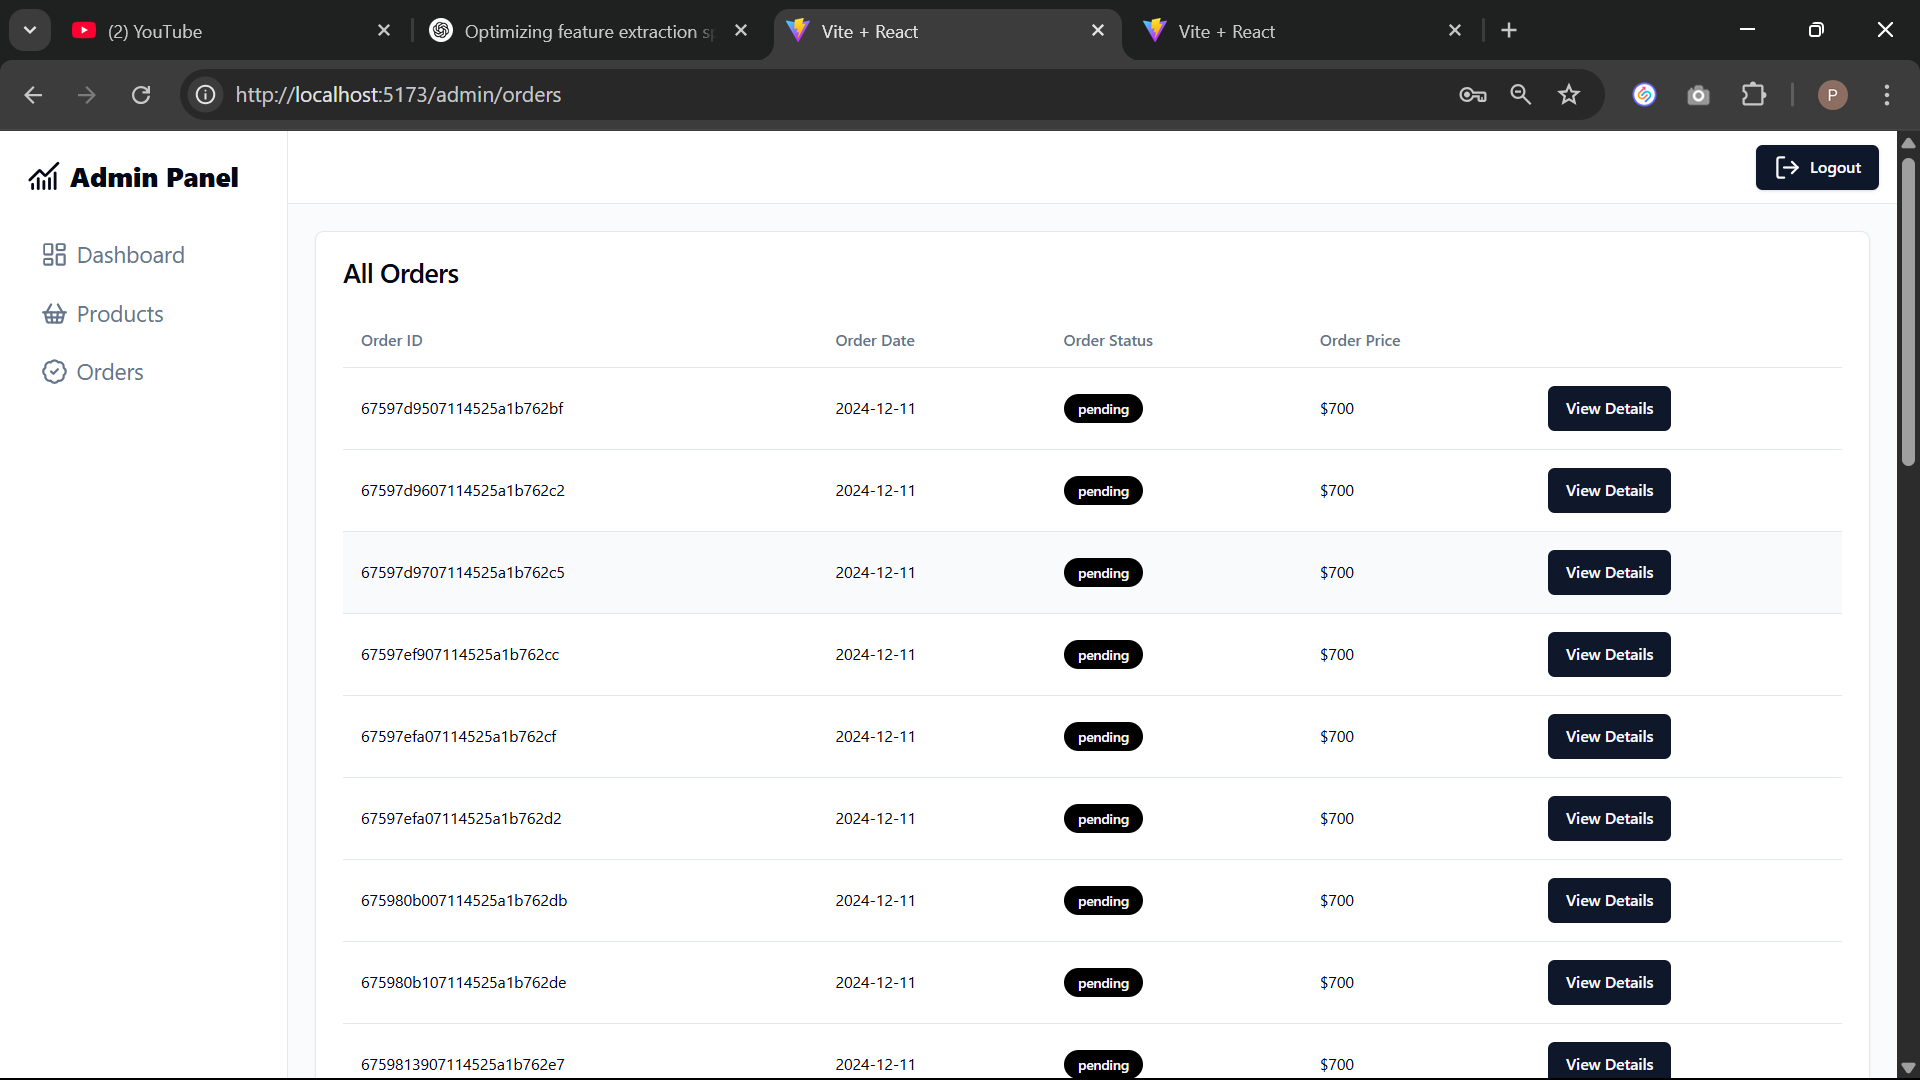 (2) YouTube
Optimizing feature extraction sp
Vite + React
Vite + React
http://localhost:5173/admin/orders
P
Admin Panel
Logout
Dashboard
Products
Orders
All Orders
Order ID Order Date Order Status Order Price
67597d9507114525a1b762bf 2024-12-11 pending $700 View Details
67597d9607114525a1b762c2 2024-12-11 pending $700 View Details
67597d9707114525a1b762c5 2024-12-11 pending $700 View Details
67597ef907114525a1b762cc 2024-12-11 pending $700 View Details
67597efa07114525a1b762cf 2024-12-11 pending $700 View Details
67597efa07114525a1b762d2 2024-12-11 pending $700 View Details
675980b007114525a1b762db 2024-12-11 pending $700 View Details
675980b107114525a1b762de 2024-12-11 pending $700 View Details
6759813907114525a1b762e7 2024-12-11 pending $700 View Details